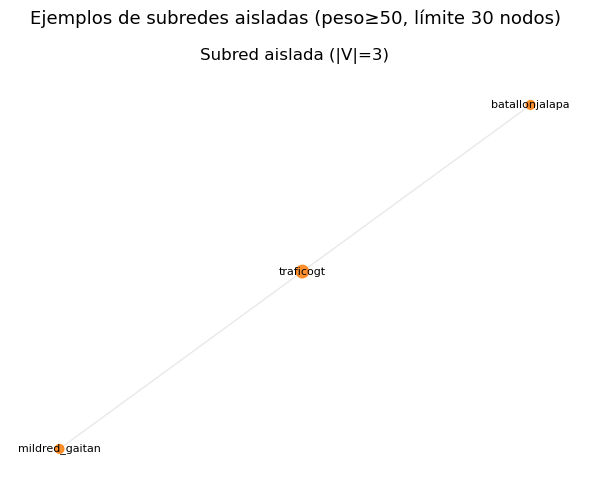 Ejemplos de subredes aisladas (peso≥50, límite 30 nodos)
Subred aislada (|V|=3)
batallonjalapa
traficogt
mildred_gaitan